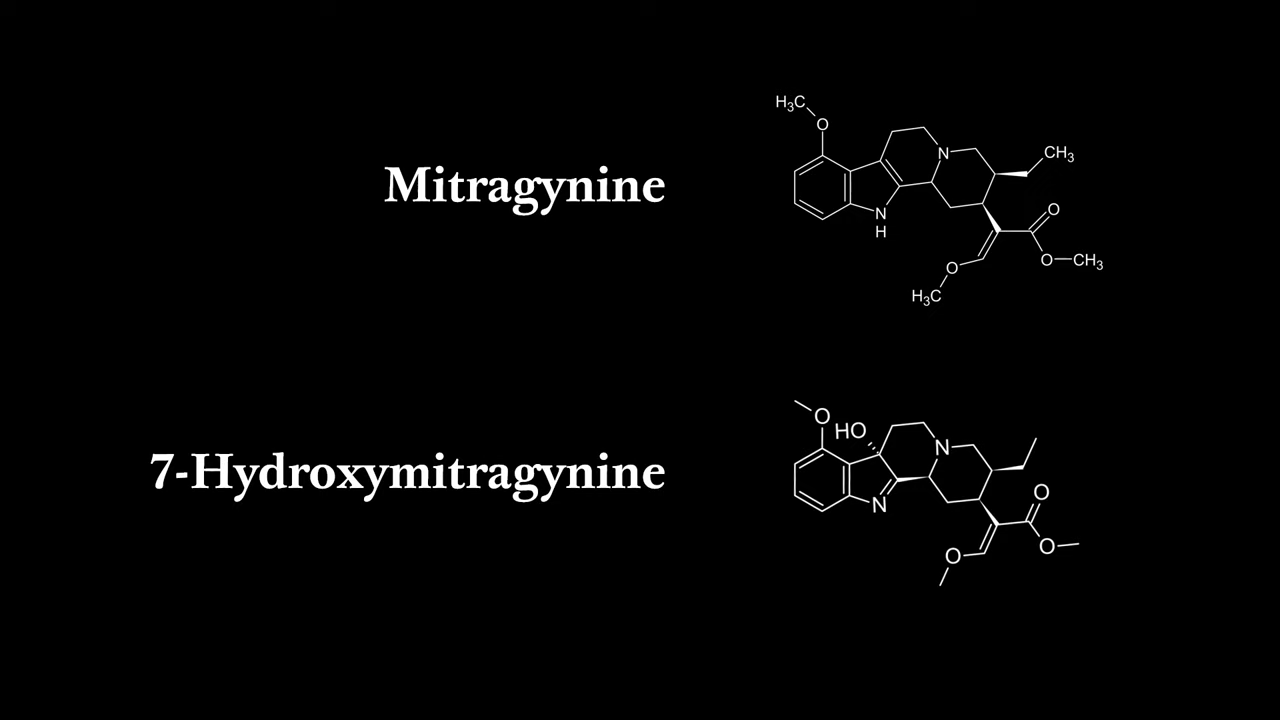 Mitragynine
H₃C
O
N
CH₃
N
H
O
O
CH₃
O
H₃C
7-Hydroxymitragynine
O
HO
N
N
O
O
O